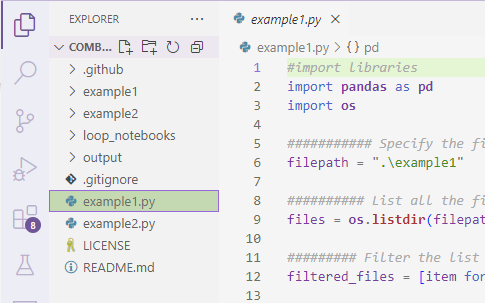 EXPLORER
COMB...
.github
example1
example2
loop_notebooks
output
.gitignore
example1.py
example2.py
LICENSE
README.md
8
example1.py
example1.py > {} pd
1 #import libraries
2 import pandas as pd
3 import os
4
5 ########### Specify the fi
6 filepath = ".\example1"
7
8 ########## List all the fi
9 files = os.listdir(filepat
10
11 ######### Filter the list
12 filtered_files = [item for
13